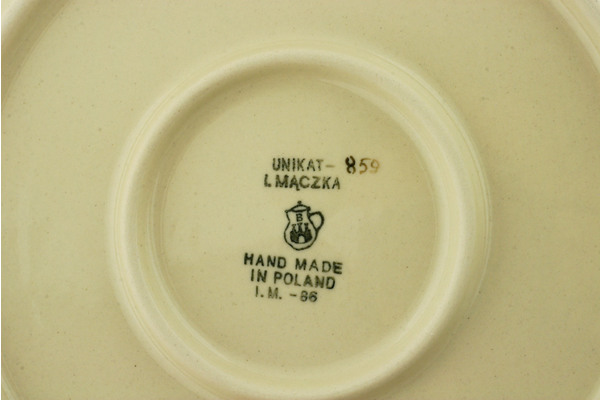 UNIKAT- 859
I. MĄCZKA
B
HAND MADE
IN POLAND
I.M. -86